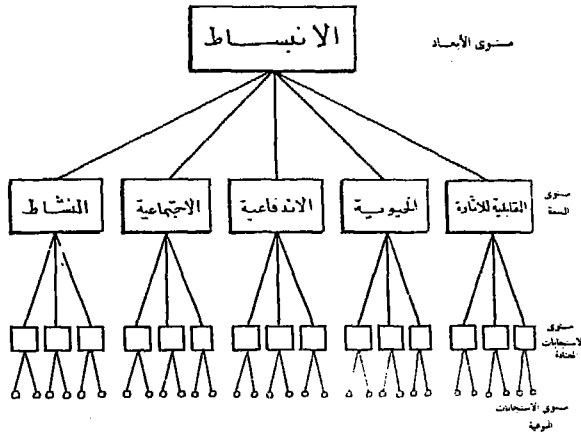 الانبساط
مستوى الأبعاد
مستوى
السمة
القابلية للاثارة
الحيوية
الاندفاعية
الاجتماعية
النشاط
مستوى
الاستجابات
المعتادة
مستوى الاستجابات
النوعية